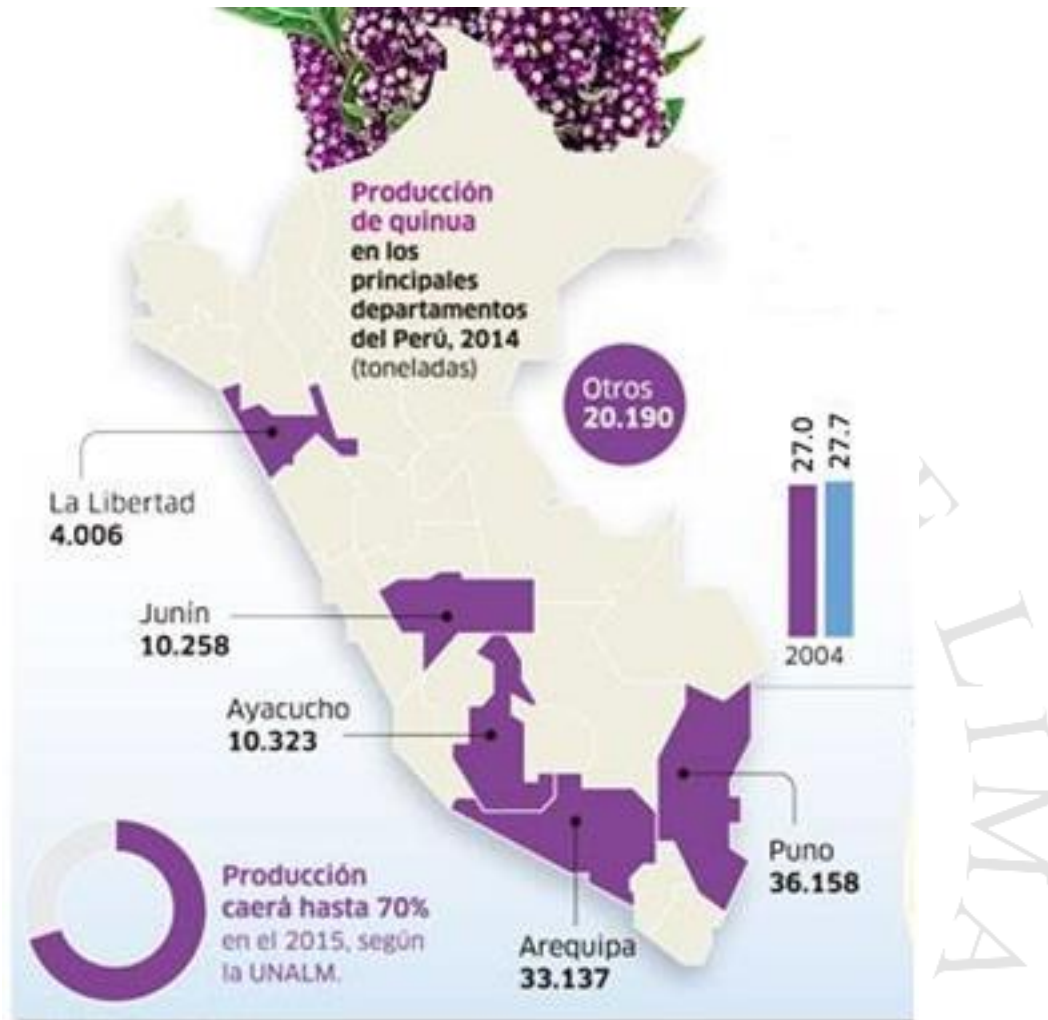 Producción
de quinua
en los
principales
departamentos
del Perú, 2014
(toneladas)
Otros
20.190
27.0
27.7
2004
La Libertad
4.006
Junín
10.258
Ayacucho
10.323
Puno
36.158
Arequipa
33.137
Producción
caerá hasta 70%
en el 2015, según
la UNALM.
E LIMA